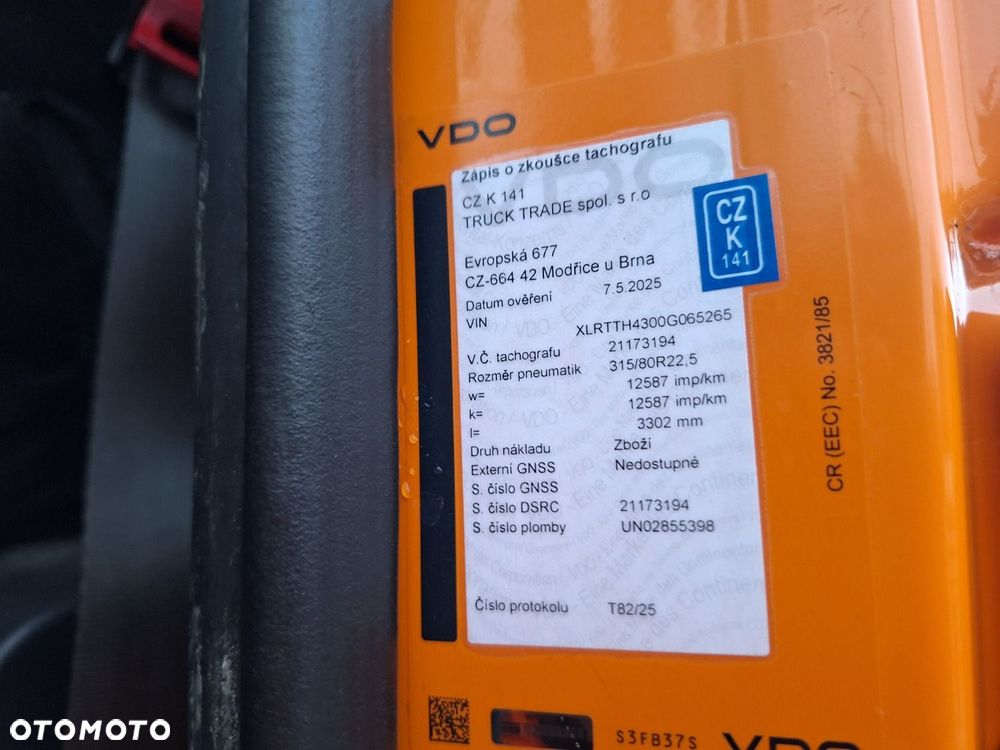 VDO
Zápis o zkoušce tachografu
CZ K 141
TRUCK TRADE spol. s r.o
Evropská 677
CZ-664 42 Modřice u Brna
Datum ověření 7.5.2025
VIN XLRTTH4300G065265
V.Č. tachografu 21173194
Rozměr pneumatik 315/80R22,5
w= 12587 imp/km
k= 12587 imp/km
l= 3302 mm
Druh nákladu Zboží
Externí GNSS Nedostupné
S. číslo GNSS
S. číslo DSRC 21173194
S. číslo plomby UN02855398
Číslo protokolu T82/25
CZ
K
141
CR (EEC) No. 3821/85
S3FB37S
VDO
OTOMOTO